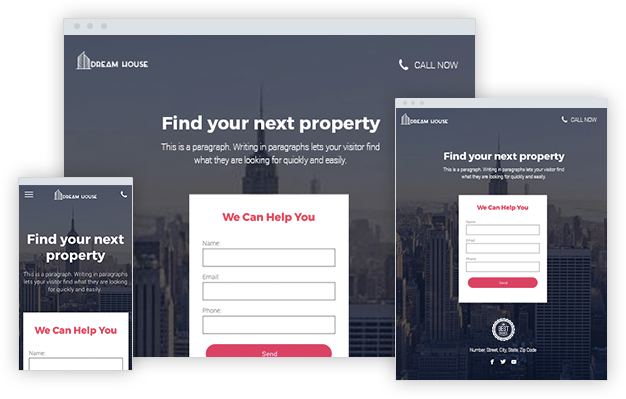 DREAM HOUSE
CALL NOW
Find your next property
This is a paragraph. Writing in paragraphs lets your visitor find
what they are looking for quickly and easily.
We Can Help You
Name:
Email:
Phone:
Send
DREAM HOUSE
Find your next
property
This is a paragraph. Writing in paragraphs
lets your visitor find what they are looking
for quickly and easily.
We Can Help You
Name:
DREAM HOUSE
CALL NOW
Find your next property
This is a paragraph. Writing in paragraphs lets your visitor find
what they are looking for quickly and easily.
We Can Help You
Name:
Email:
Phone:
Send
BEST
Number, Street, City, State, Zip Code